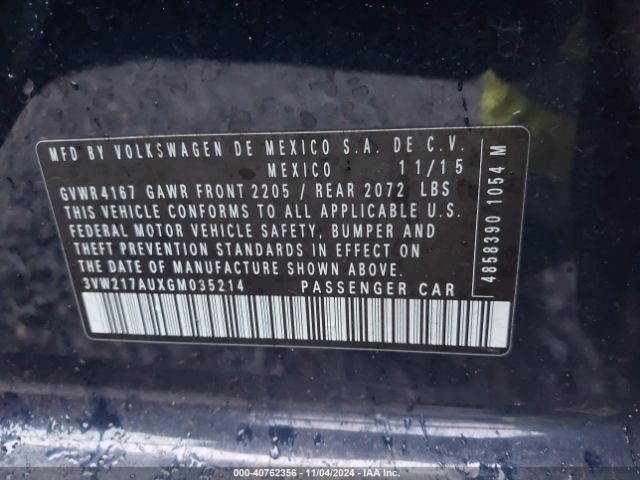 MFD BY VOLKSWAGEN DE MEXICO S.A. DE C.V.
MEXICO 11/15
GVWR4167 GAWR FRONT 2205 / REAR 2072 LBS
THIS VEHICLE CONFORMS TO ALL APPLICABLE U.S.
FEDERAL MOTOR VEHICLE SAFETY, BUMPER AND
THEFT PREVENTION STANDARDS IN EFFECT ON
THE DATE OF MANUFACTURE SHOWN ABOVE.
3VW217AUXGM035214 PASSENGER CAR
4858390 1054 M
000-40762356 - 11/04/2024 - IAA Inc.